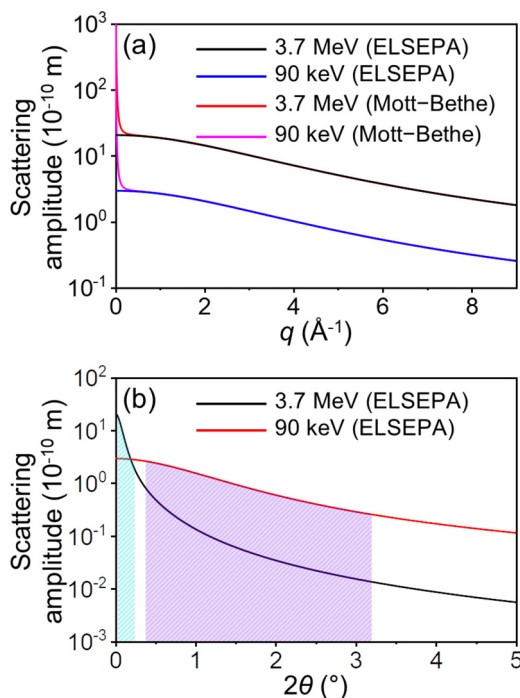 (a)
3.7 MeV (ELSEPA)
90 keV (ELSEPA)
3.7 MeV (Mott−Bethe)
90 keV (Mott−Bethe)
Scattering
amplitude (10⁻¹⁰ m)
10³
10²
10¹
10⁰
10⁻¹
0 2 4 6 8
q (Å⁻¹)
(b)
3.7 MeV (ELSEPA)
90 keV (ELSEPA)
Scattering
amplitude (10⁻¹⁰ m)
10²
10¹
10⁰
10⁻¹
10⁻²
10⁻³
0 1 2 3 4 5
2θ (°)